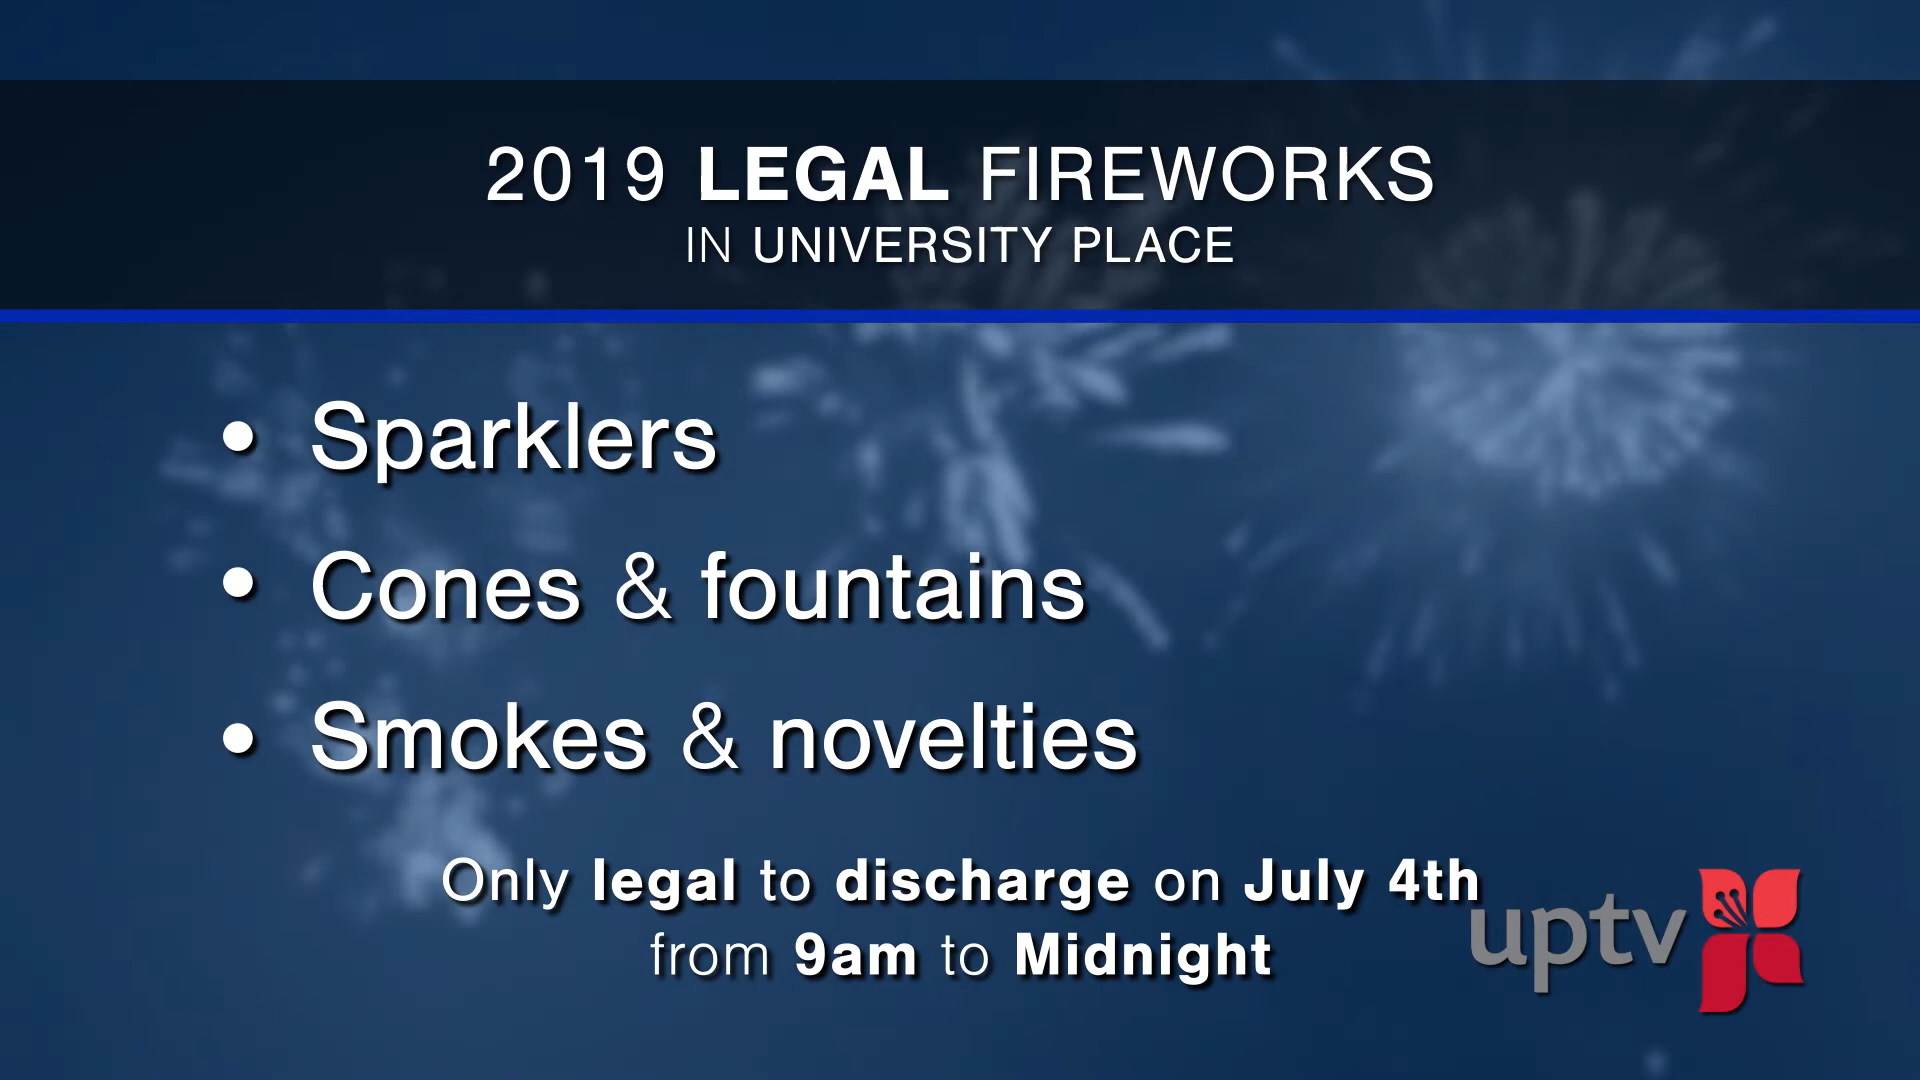 2019 LEGAL FIREWORKS
IN UNIVERSITY PLACE
• Sparklers
• Cones & fountains
• Smokes & novelties
Only legal to discharge on July 4th
from 9am to Midnight
uptv